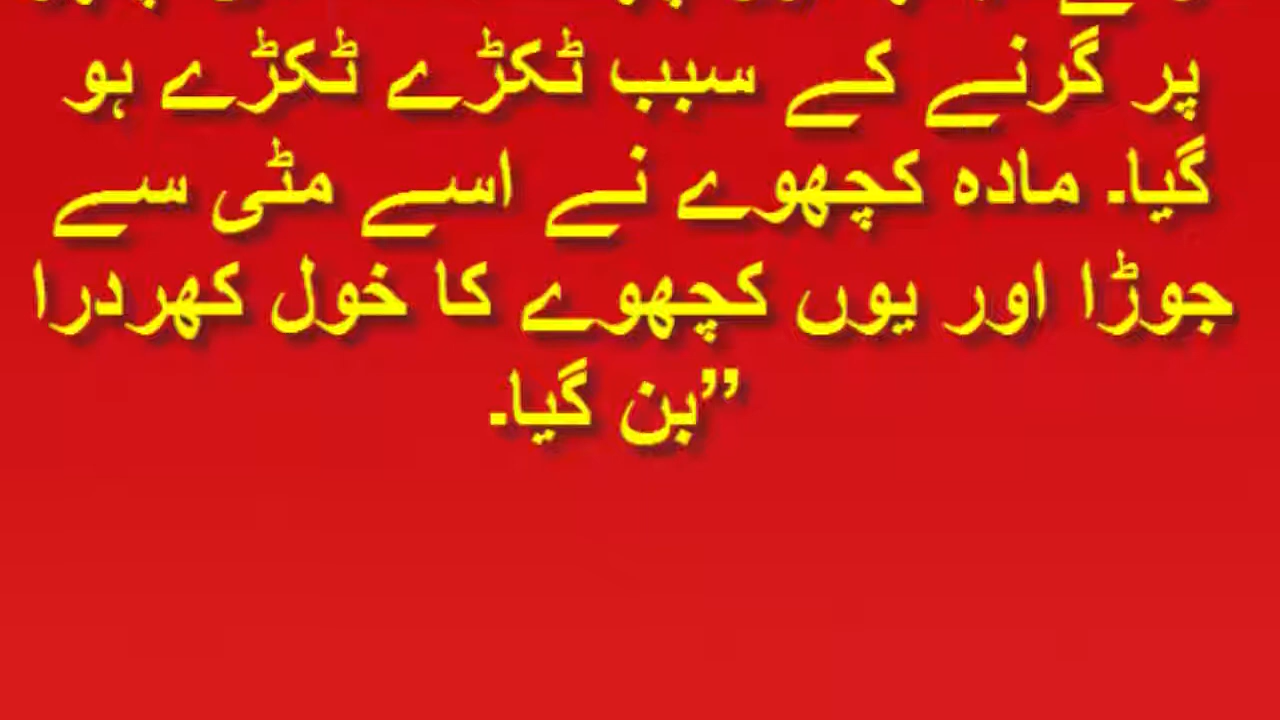 پر گرنے کے سبب ٹکڑے ٹکڑے ہو
گیا۔ مادہ کچھوے نے اسے مٹی سے
جوڑا اور یوں کچھوے کا خول کھردرا
”بن گیا۔